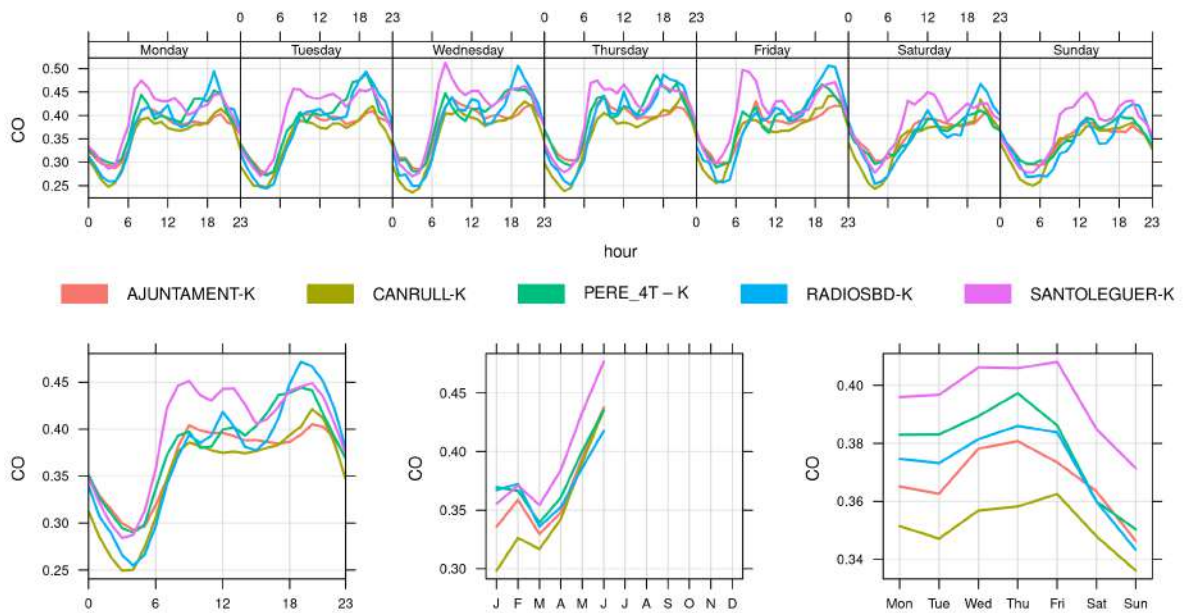 0 6 12 18 23 0 6 12 18 23 0 6 12 18 23
Monday Tuesday Wednesday Thursday Friday Saturday Sunday
0.50
0.45
0.40
0.35
0.30
0.25
CO
0 6 12 18 23 0 6 12 18 23 0 6 12 18 23 0 6 12 18 23
hour
AJUNTAMENT-K CANRULL-K PERE_4T – K RADIOSBD-K SANTOLEGUER-K
0.45
0.40
0.35
0.30
0.25
CO
0 6 12 18 23
0.45
0.40
0.35
0.30
CO
J F M A M J J A S O N D
0.40
0.38
0.36
0.34
CO
Mon Tue Wed Thu Fri Sat Sun